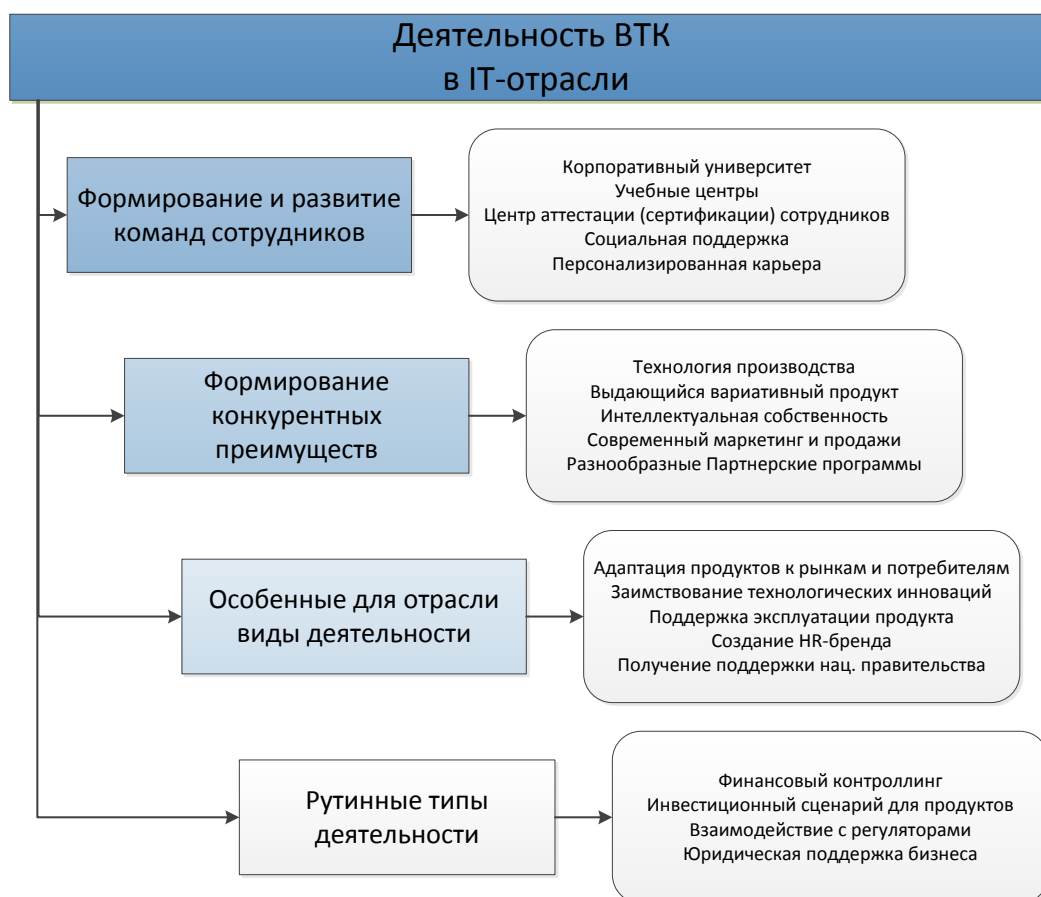 Деятельность ВТК
в IT-отрасли
Формирование и развитие
команд сотрудников
Корпоративный университет
Учебные центры
Центр аттестации (сертификации) сотрудников
Социальная поддержка
Персонализированная карьера
Формирование
конкурентных
преимуществ
Технология производства
Выдающийся вариативный продукт
Интеллектуальная собственность
Современный маркетинг и продажи
Разнообразные Партнерские программы
Особенные для отрасли
виды деятельности
Адаптация продуктов к рынкам и потребителям
Заимствование технологических инноваций
Поддержка эксплуатации продукта
Создание HR-бренда
Получение поддержки нац. правительства
Рутинные типы
деятельности
Финансовый контроллинг
Инвестиционный сценарий для продуктов
Взаимодействие с регуляторами
Юридическая поддержка бизнеса